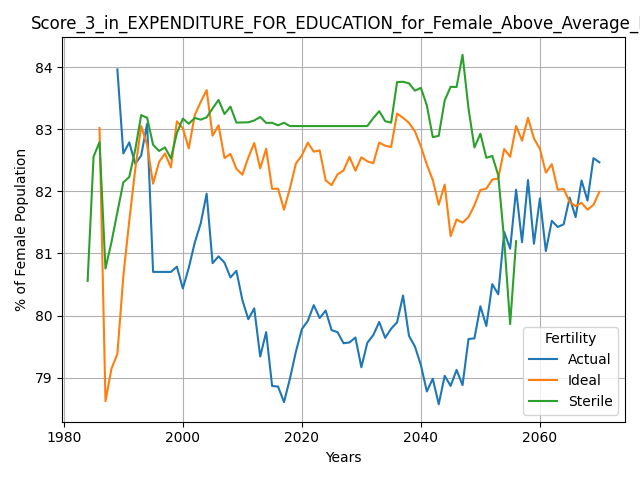 Score_3_in_EXPENDITURE_FOR_EDUCATION_for_Female_Above_Average_
84
83
82
81
80
79
% of Female Population
1980
2000
2020
2040
2060
Years
Fertility
Actual
Ideal
Sterile